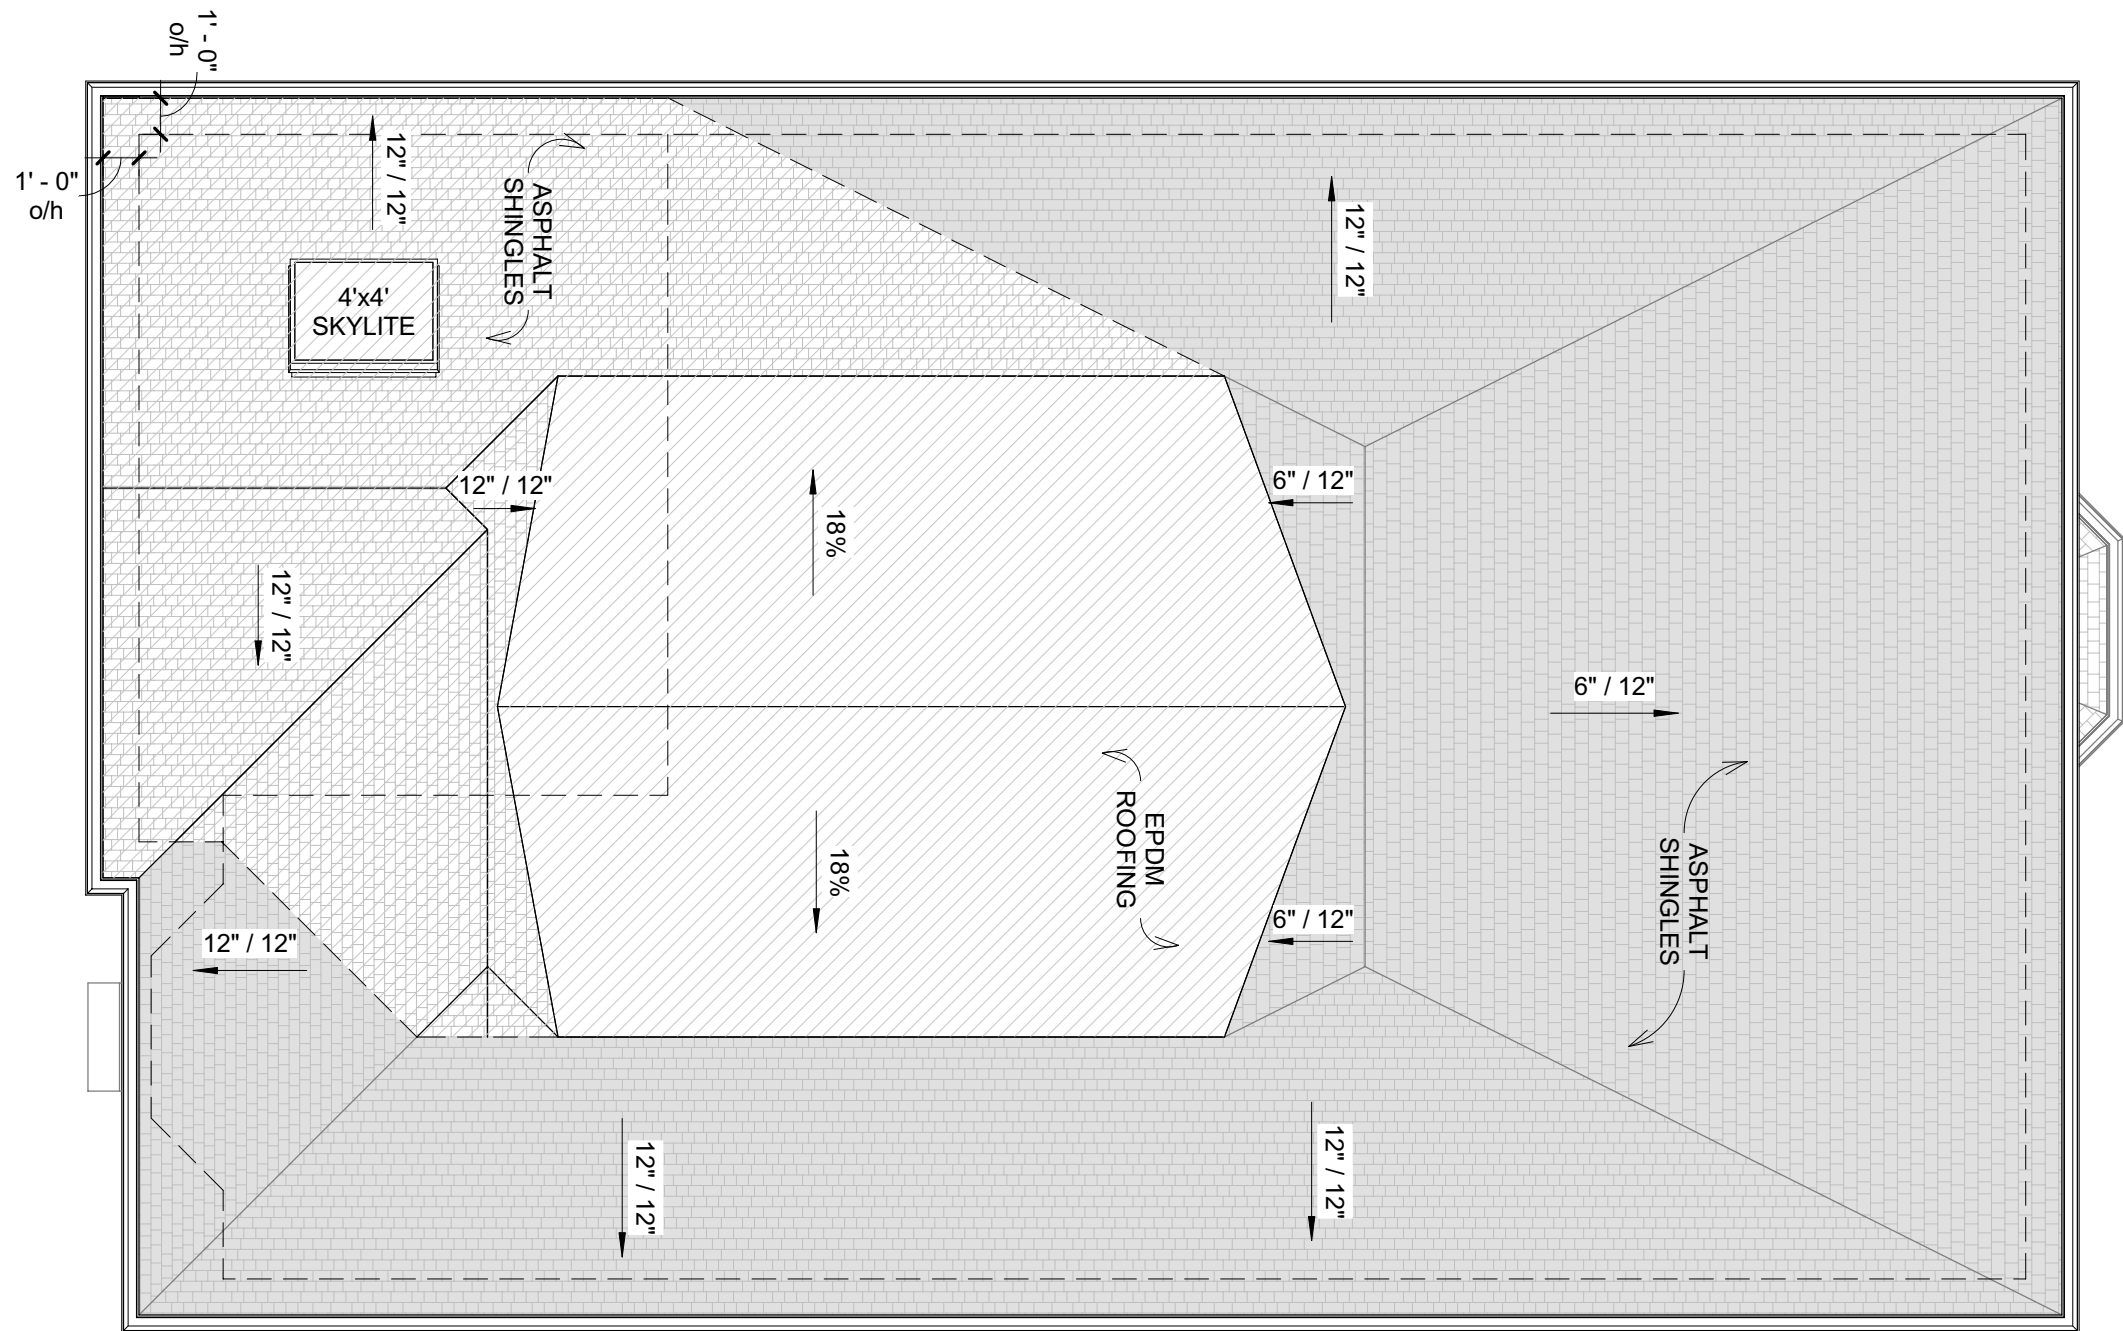 1' - 0"
o/h
1' - 0"
o/h
12" / 12"
ASPHALT
SHINGLES
12" / 12"
4'x4'
SKYLITE
12" / 12"
6" / 12"
18%
12" / 12"
6" / 12"
EPDM
ROOFING
18%
ASPHALT
SHINGLES
6" / 12"
12" / 12"
12" / 12"
12" / 12"